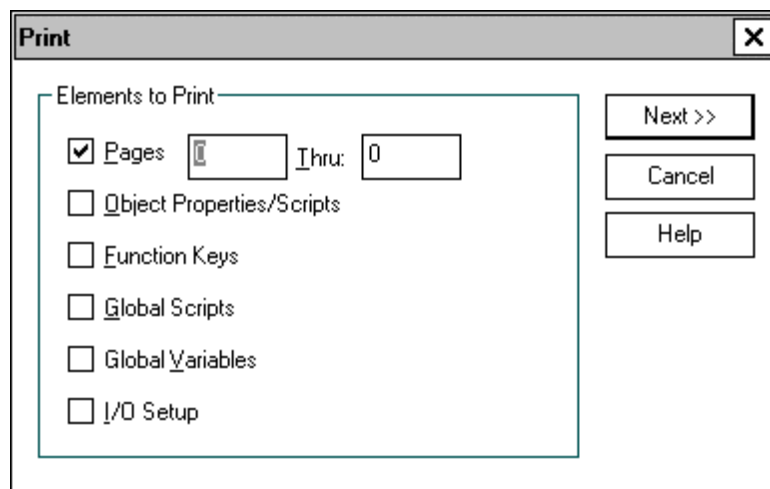 Print
Elements to Print
Pages 0 Thru: 0
Object Properties/Scripts
Function Keys
Global Scripts
Global Variables
I/O Setup
Next >>
Cancel
Help